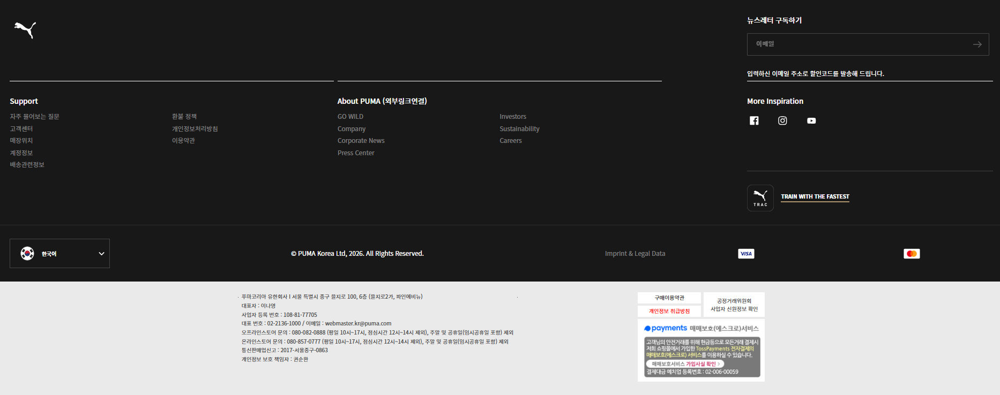 뉴스레터 구독하기
이메일
입력하신 이메일 주소로 할인코드를 발송해 드립니다.
Support
자주 물어보는 질문
고객센터
매장위치
계정정보
배송관련정보
환불 정책
개인정보처리방침
이용약관
About PUMA (외부링크연결)
GO WILD
Company
Corporate News
Press Center
Investors
Sustainability
Careers
More Inspiration
TRAC
TRAIN WITH THE FASTEST
한국어
© PUMA Korea Ltd, 2026. All Rights Reserved.
Imprint & Legal Data
VISA
푸마코리아 유한회사 I 서울 특별시 중구 을지로 100, 6층 (을지로2가, 파인에비뉴)
대표자 : 이나영
사업자 등록 번호 : 108-81-77705
대표 번호 : 02-2136-1000 / 이메일 : webmaster.kr@puma.com
오프라인스토어 문의 : 080-082-0888 (평일 10시~17시, 점심시간 12시~14시 제외), 주말 및 공휴일(임시공휴일 포함) 제외
온라인스토어 문의 : 080-857-0777 (평일 10시~17시, 점심시간 12시~14시 제외), 주말 및 공휴일(임시공휴일 포함) 제외
통신판매업신고 : 2017-서울중구-0863
개인정보 보호 책임자 : 권순완
구매이용약관
개인정보 취급방침
공정거래위원회
사업자 신원정보 확인
payments 매매보호(에스크로)서비스
고객님의 안전거래를 위해 현금등으로 모든거래 결제시
저희 쇼핑몰에서 가입한 TossPayments 전자결제의
매매보호(에스크로) 서비스를 이용하실 수 있습니다.
매매보호서비스 가입사실 확인 >
결제대금 예치업 등록번호 : 02-006-00059